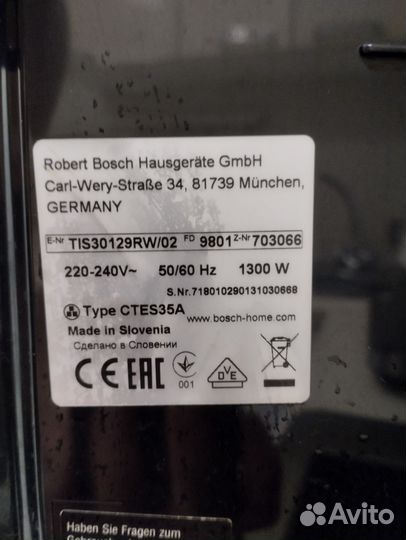 Robert Bosch Hausgeräte GmbH
Carl-Wery-Straße 34, 81739 München,
GERMANY
E-Nr TIS30129RW/02 FD 9801 Z-Nr 703066
220-240V~ 50/60 Hz 1300 W
S.Nr.718010290131030668
Type CTES35A
www.bosch-home.com
Made in Slovenia
Сделано в Словении
CE EAC 001 DVE
Haben Sie Fragen zum
Avito